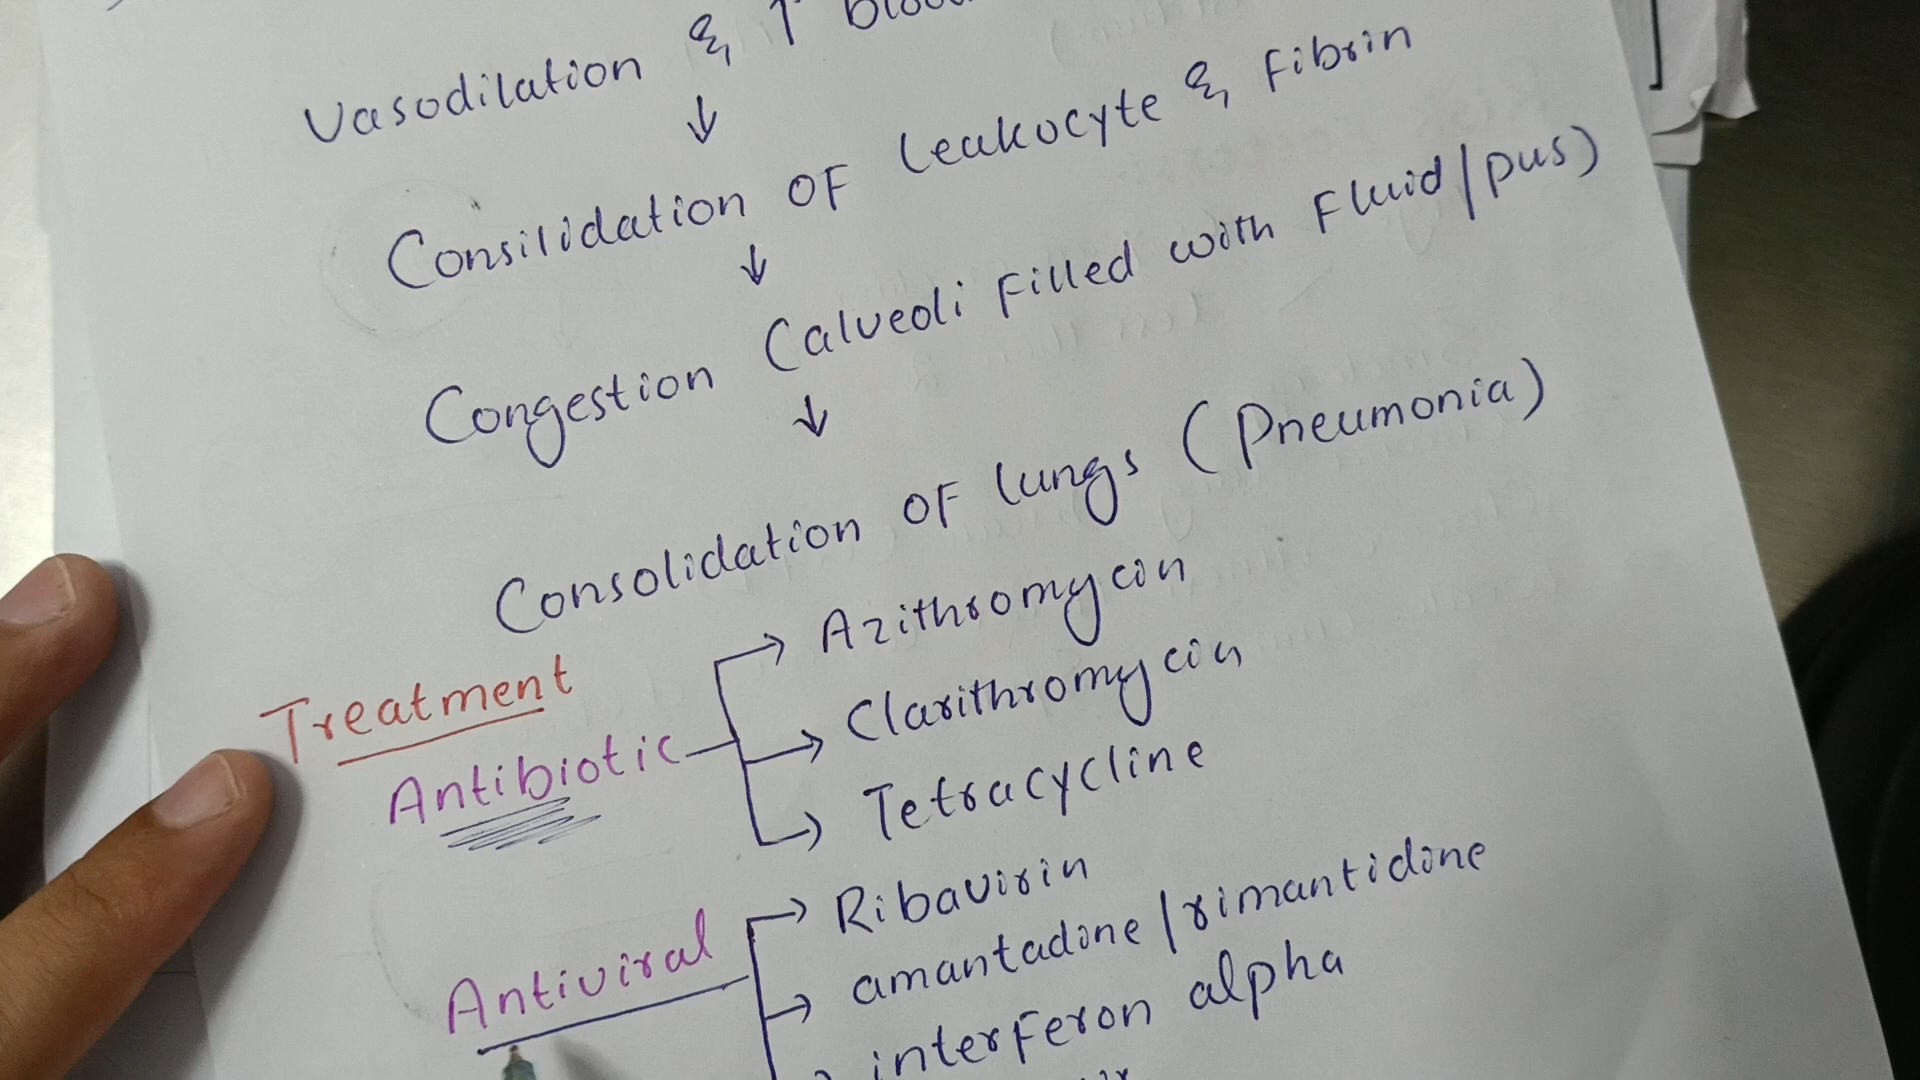 Vasodilation & ↑ bloo
↓
Consilidation OF Leukocyte & Fibrin
↓
Congestion (alveoli Filled with Fluid/pus)
↓
Consolidation OF lungs (Pneumonia)
Treatment
Antibiotic → Azithromycin
→ Clarithromycin
→ Tetracycline
Antiviral → Ribavirin
→ amantadine/rimantidine
→ interferon alpha